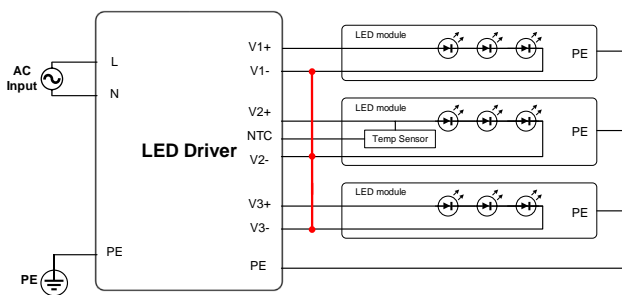 AC
Input
L
N
PE
PE
LED Driver
V1+
V1-
V2+
NTC
V2-
V3+
V3-
PE
LED module
PE
LED module
Temp Sensor
PE
LED module
PE